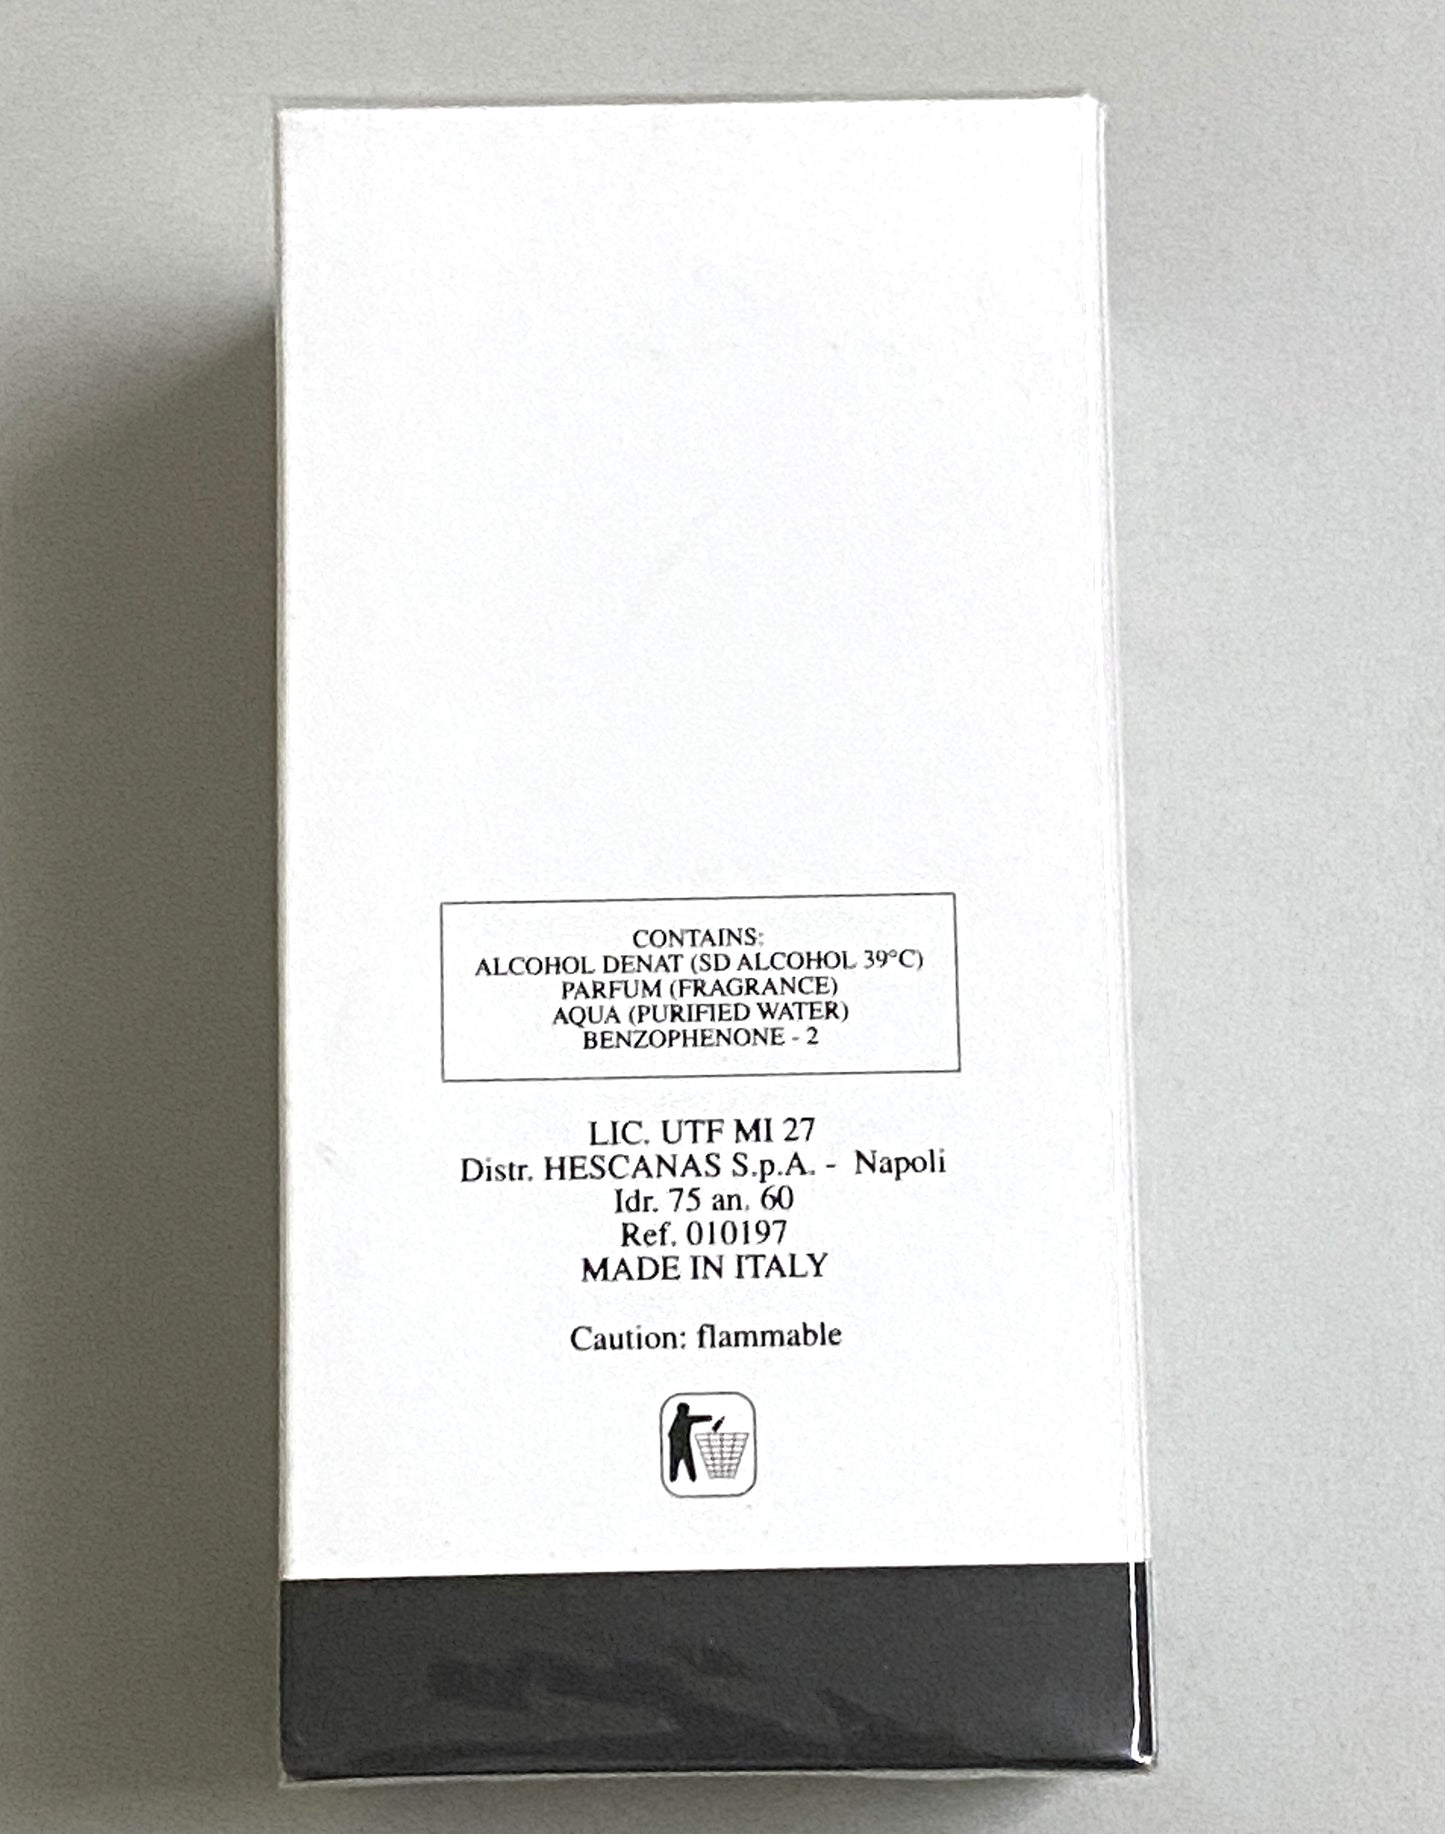 CONTAINS:
ALCOHOL DENAT (SD ALCOHOL 39°C)
PARFUM (FRAGRANCE)
AQUA (PURIFIED WATER)
BENZOPHENONE - 2
LIC. UTF MI 27
Distr. HESCANAS S.p.A. - Napoli
Idr. 75 an. 60
Ref. 010197
MADE IN ITALY
Caution: flammable